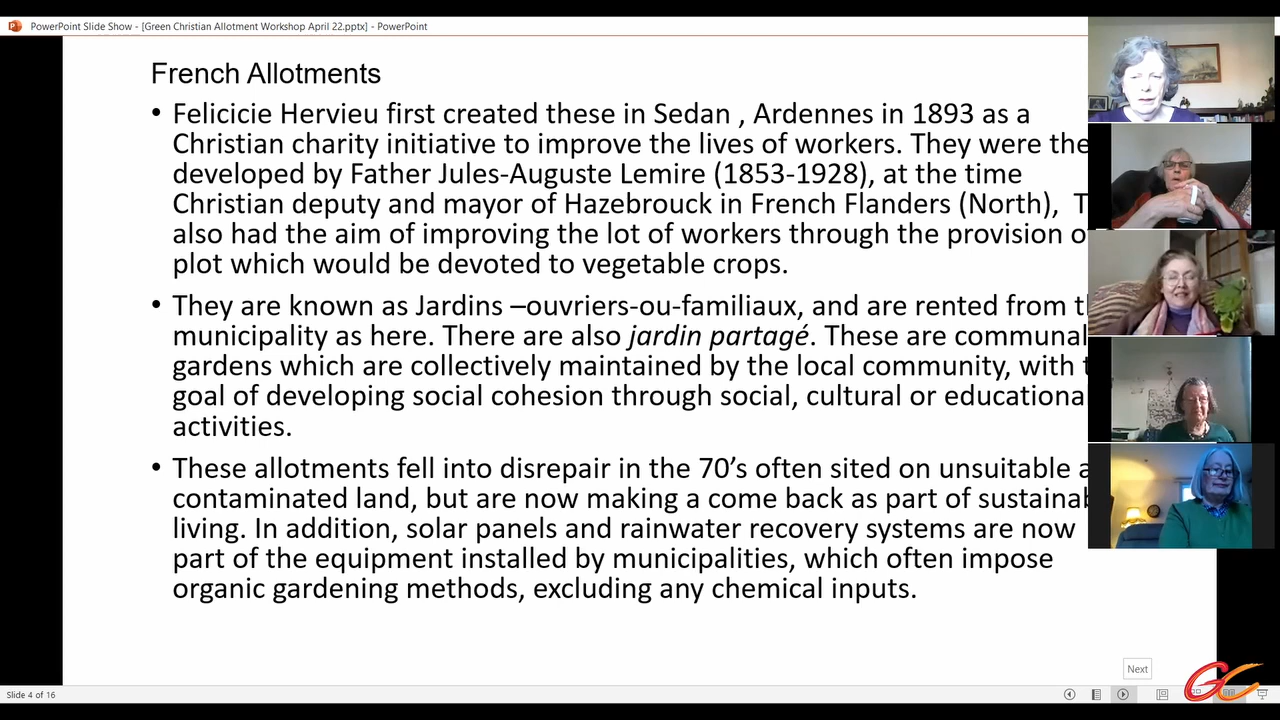 PowerPoint Slide Show - [Green Christian Allotment Workshop April 22.pptx] - PowerPoint
French Allotments
• Felicicie Hervieu first created these in Sedan , Ardennes in 1893 as a
Christian charity initiative to improve the lives of workers. They were the
developed by Father Jules-Auguste Lemire (1853-1928), at the time
Christian deputy and mayor of Hazebrouck in French Flanders (North),
also had the aim of improving the lot of workers through the provision
plot which would be devoted to vegetable crops.
• They are known as Jardins –ouvriers-ou-familiaux, and are rented from
municipality as here. There are also jardin partagé. These are communal
gardens which are collectively maintained by the local community, with
goal of developing social cohesion through social, cultural or educational
activities.
• These allotments fell into disrepair in the 70’s often sited on unsuitable
contaminated land, but are now making a come back as part of
living. In addition, solar panels and rainwater recovery systems are now
part of the equipment installed by municipalities, which often impose
organic gardening methods, excluding any chemical inputs.
Next
Slide 4 of 16
GC